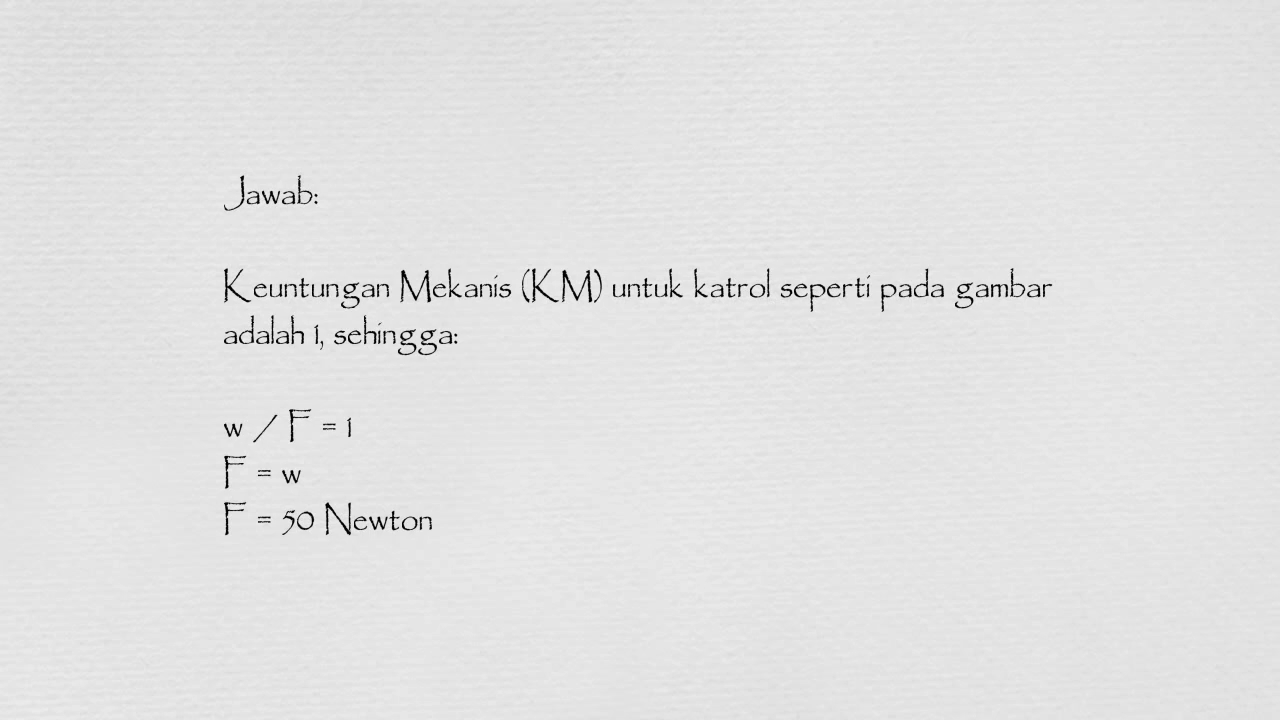 Jawab:
Keuntungan Mekanis (KM) untuk katrol seperti pada gambar
adalah 1, sehingga:
w / F = 1
F = w
F = 50 Newton